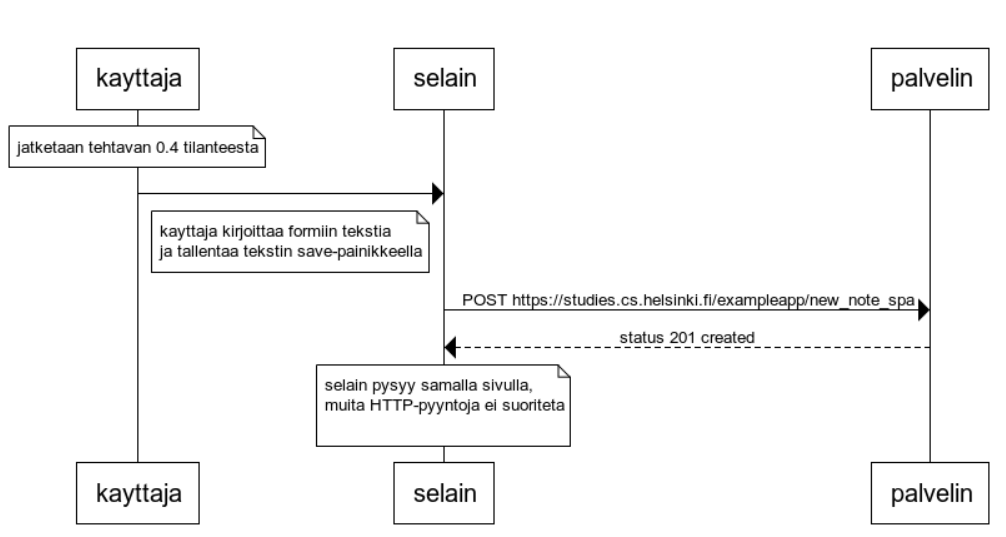 kayttaja
selain
palvelin
jatketaan tehtavan 0.4 tilanteesta
kayttaja kirjoittaa formiin tekstia
ja tallentaa tekstin save-painikkeella
POST https://studies.cs.helsinki.fi/exampleapp/new_note_spa
status 201 created
selain pysyy samalla sivulla,
muita HTTP-pyyntoja ei suoriteta
kayttaja
selain
palvelin